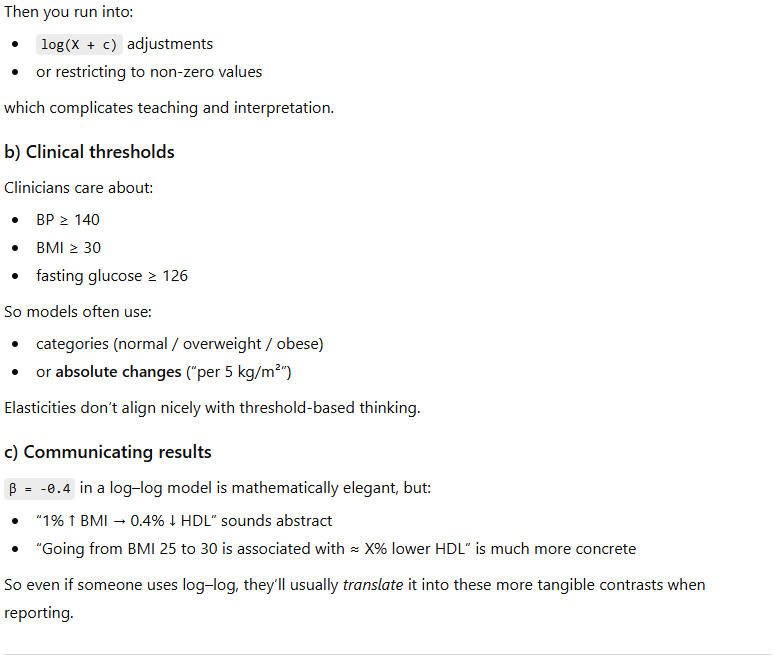 Then you run into:
• log(X + c) adjustments
• or restricting to non-zero values
which complicates teaching and interpretation.
b) Clinical thresholds
Clinicians care about:
• BP ≥ 140
• BMI ≥ 30
• fasting glucose ≥ 126
So models often use:
• categories (normal / overweight / obese)
• or absolute changes (“per 5 kg/m²”)
Elasticities don’t align nicely with threshold-based thinking.
c) Communicating results
β = -0.4 in a log–log model is mathematically elegant, but:
• “1% ↑ BMI → 0.4% ↓ HDL” sounds abstract
• “Going from BMI 25 to 30 is associated with ≈ X% lower HDL” is much more concrete
So even if someone uses log–log, they’ll usually translate it into these more tangible contrasts when
reporting.